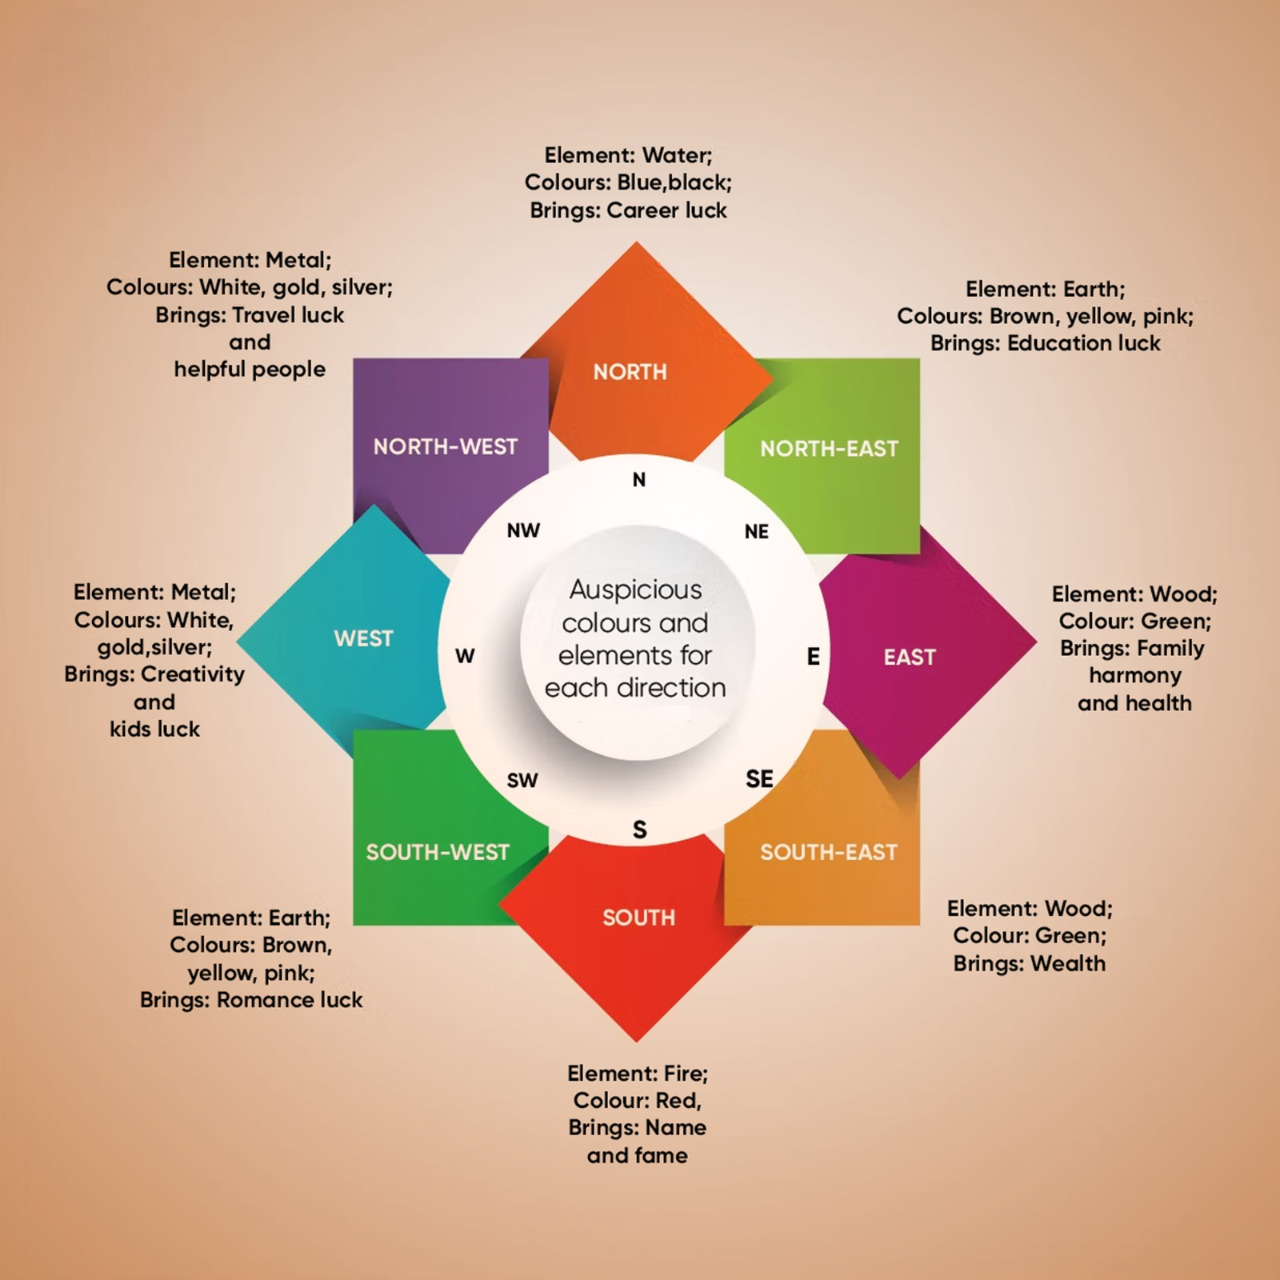 Element: Water;
Colours: Blue,black;
Brings: Career luck
Element: Metal;
Colours: White, gold, silver;
Brings: Travel luck
and
helpful people
Element: Earth;
Colours: Brown, yellow, pink;
Brings: Education luck
NORTH
NORTH-WEST
NORTH-EAST
N
NW
NE
Element: Metal;
Colours: White,
gold,silver;
Brings: Creativity
and
kids luck
WEST
W
Auspicious
colours and
elements for
each direction
E
EAST
Element: Wood;
Colour: Green;
Brings: Family
harmony
and health
SW
SE
S
SOUTH-WEST
SOUTH-EAST
SOUTH
Element: Earth;
Colours: Brown,
yellow, pink;
Brings: Romance luck
Element: Wood;
Colour: Green;
Brings: Wealth
Element: Fire;
Colour: Red,
Brings: Name
and fame